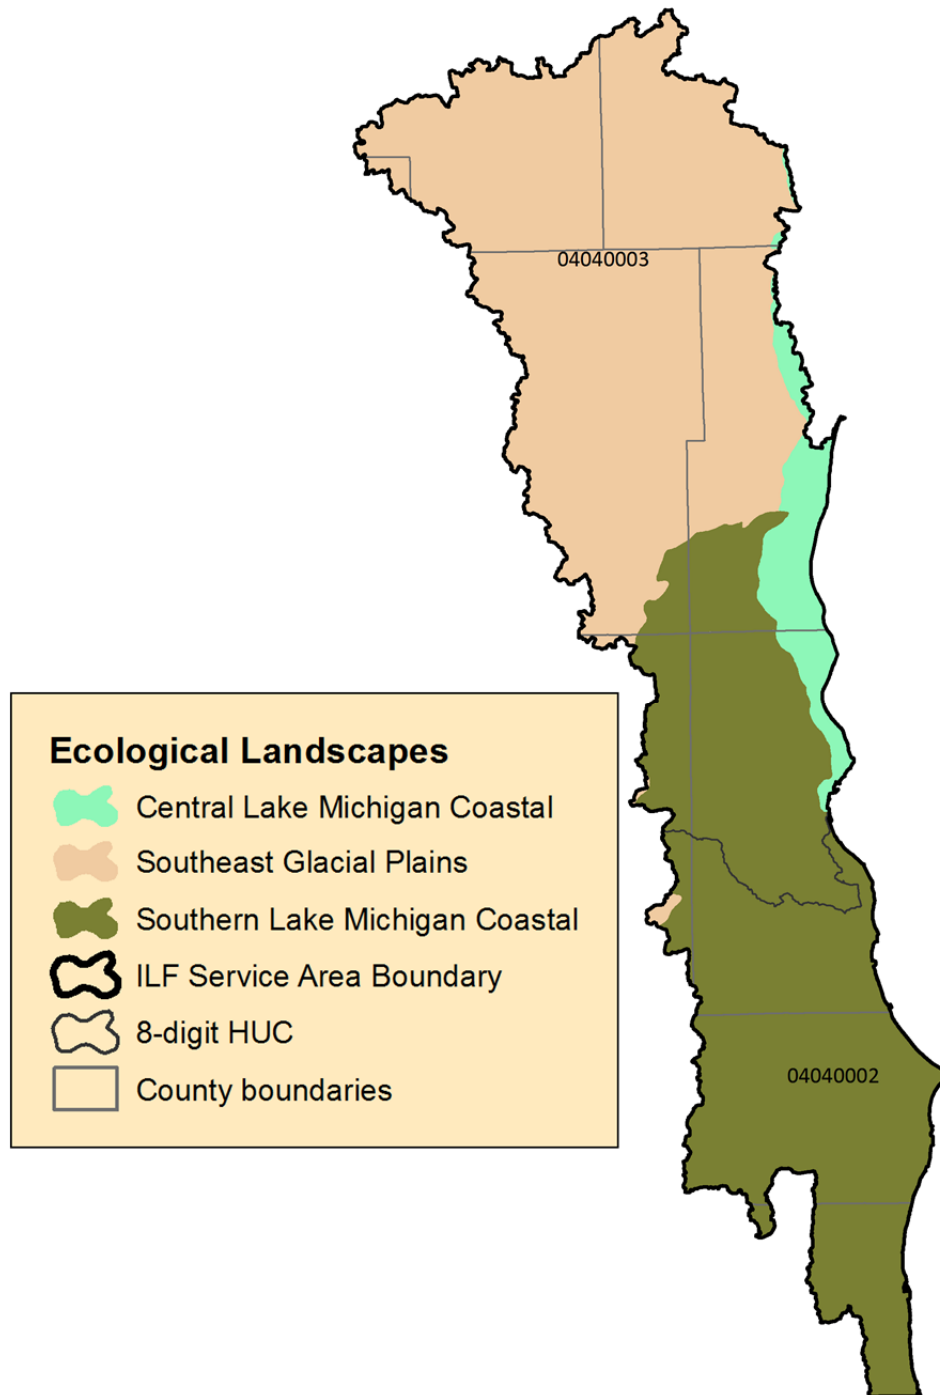 04040003
Ecological Landscapes
Central Lake Michigan Coastal
Southeast Glacial Plains
Southern Lake Michigan Coastal
ILF Service Area Boundary
8-digit HUC
County boundaries
04040002